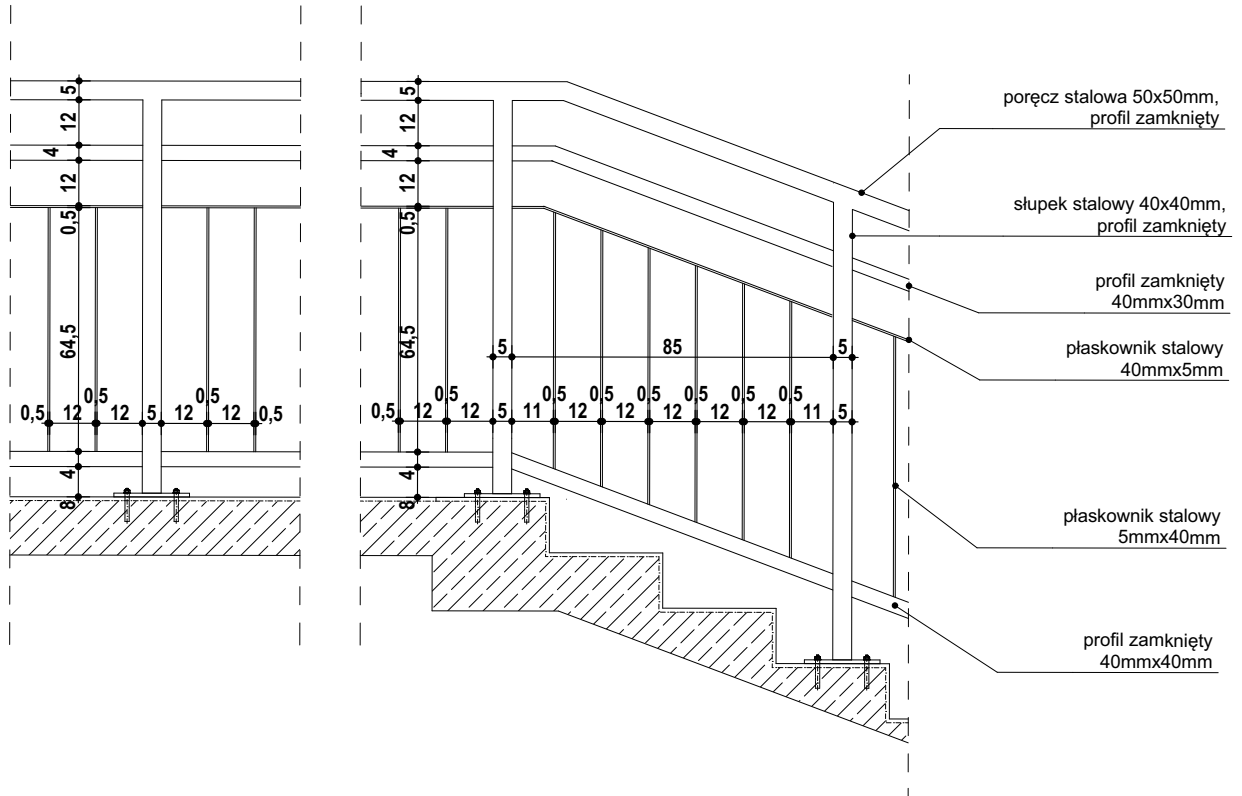 5
12
4
12
0,5
64,5
4
8
0,5 12 0,5 12 5 12 0,5 12 0,5
5
12
4
12
0,5
64,5
4
8
5 85 5
0,5 12 0,5 12 5 11 0,5 12 0,5 12 0,5 12 0,5 12 0,5 12 0,5 11 5
poręcz stalowa 50x50mm,
profil zamknięty
słupek stalowy 40x40mm,
profil zamknięty
profil zamknięty
40mmx30mm
płaskownik stalowy
40mmx5mm
płaskownik stalowy
5mmx40mm
profil zamknięty
40mmx40mm